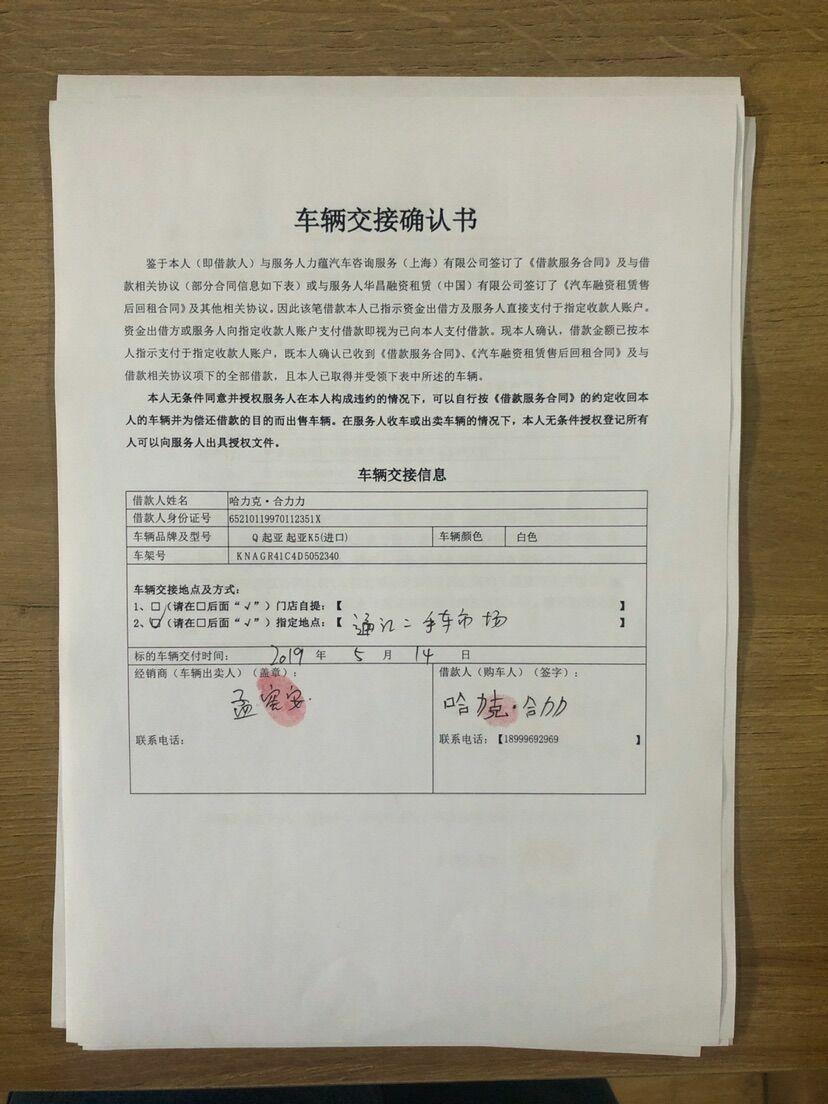 车辆交接确认书
鉴于本人（即借款人）与服务人力蕴汽车咨询服务（上海）有限公司签订了《借款服务合同》及与借
款相关协议（部分合同信息如下表）或与服务人华昌融资租赁（中国）有限公司签订了《汽车融资租赁售
后回租合同》及其他相关协议。因此该笔借款本人已指示资金出借方及服务人直接支付于指定收款人账户。
资金出借方或服务人向指定收款人账户支付借款即视为已向本人支付借款。现本人确认，借款金额已按本
人指示支付于指定收款人账户，既本人确认已收到《借款服务合同》、《汽车融资租赁售后回租合同》及与
借款相关协议项下的全部借款，且本人已取得并受领下表中所述的车辆。
本人无条件同意并授权服务人在本人构成违约的情况下，可以自行按《借款服务合同》的约定收回本
人的车辆并为偿还借款的目的而出售车辆。在服务人收车或出卖车辆的情况下，本人无条件授权登记所有
人可以向服务人出具授权文件。
车辆交接信息
借款人姓名 哈力克·合力力
借款人身份证号 65210119970112351X
车辆品牌及型号 Q 起亚 起亚K5(进口) 车辆颜色 白色
车架号 KNAGR41C4D5052340
车辆交接地点及方式：
1、□（请在□后面“√”）门店自提：【 】
2、□√（请在□后面“√”）指定地点：【 通汇二手车市场 】
标的车辆交付时间： 2019 年 5 月 14 日
经销商（车辆出卖人）（盖章）： 借款人（购车人）（签字）：
孟 哈力克·合力力
联系电话： 联系电话：【18999692969 】